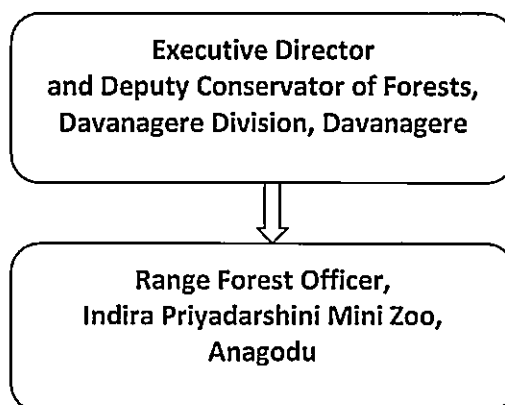 Executive Director
and Deputy Conservator of Forests,
Davanagere Division, Davanagere
Range Forest Officer,
Indira Priyadarshini Mini Zoo,
Anagodu